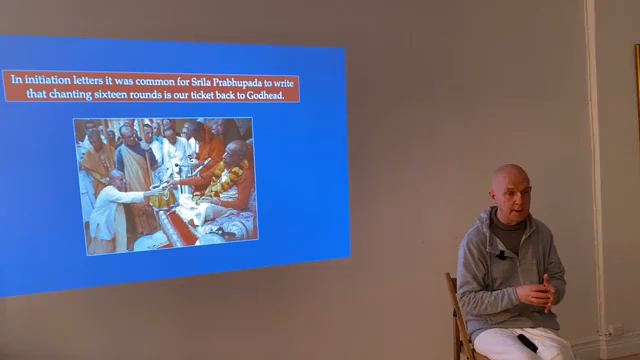 In initiation letters it was common for Srila Prabhupada to write
that chanting sixteen rounds is our ticket back to Godhead.